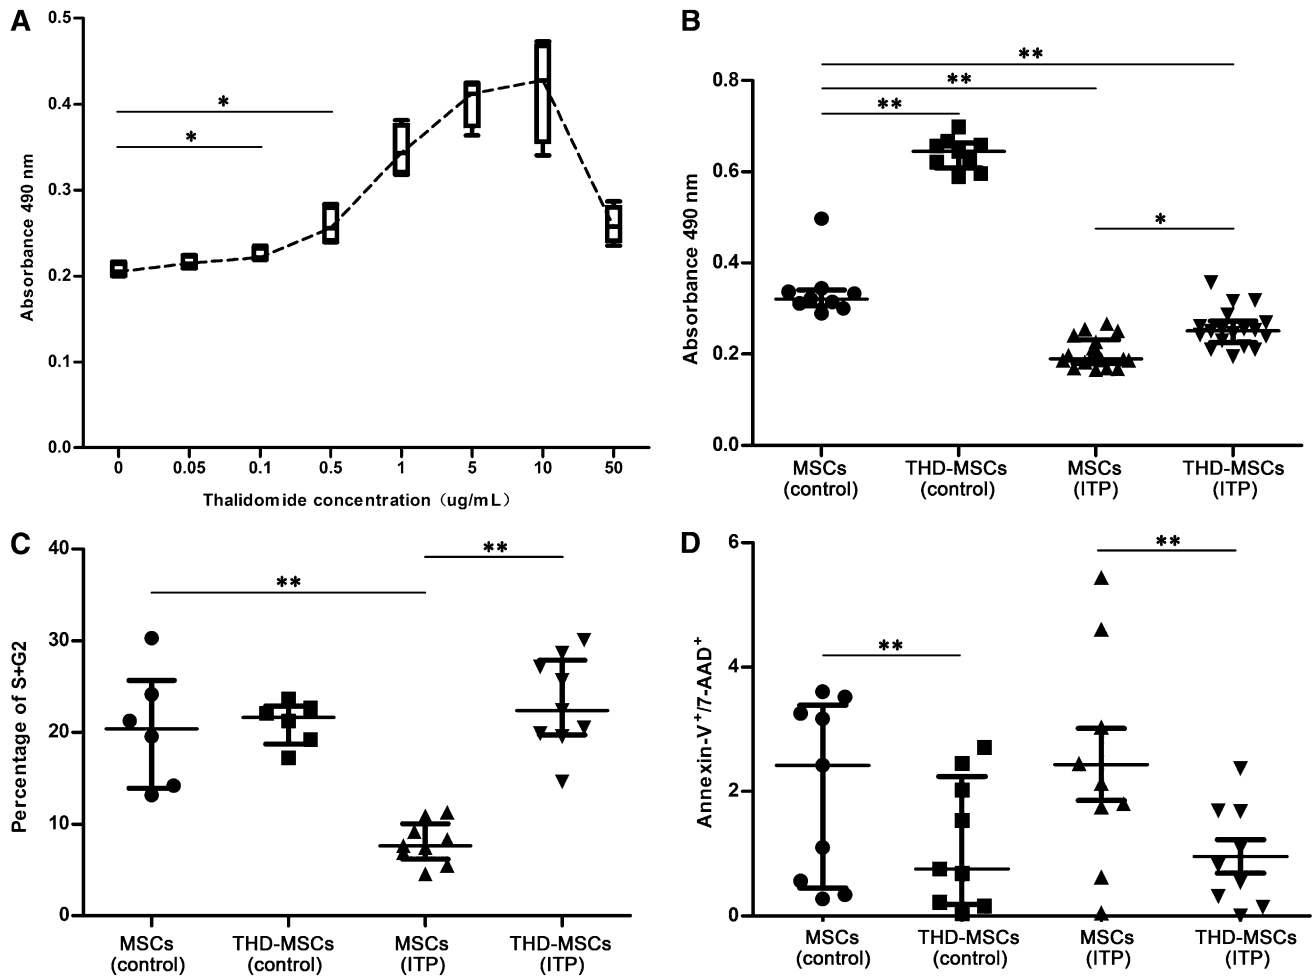 A
0.5
0.4
0.3
0.2
0.1
0.0
Absorbance 490 nm
*
*
0 0.05 0.1 0.5 1 5 10 50
Thalidomide concentration（ug/mL）
B
0.8
0.6
0.4
0.2
0.0
Absorbance 490 nm
**
**
**
*
MSCs THD-MSCs MSCs THD-MSCs
(control) (control) (ITP) (ITP)
C
40
30
20
10
0
Percentage of S+G2
**
**
MSCs THD-MSCs MSCs THD-MSCs
(control) (control) (ITP) (ITP)
D
6
4
2
0
Annexin-V+/7-AAD+
**
**
MSCs THD-MSCs MSCs THD-MSCs
(control) (control) (ITP) (ITP)